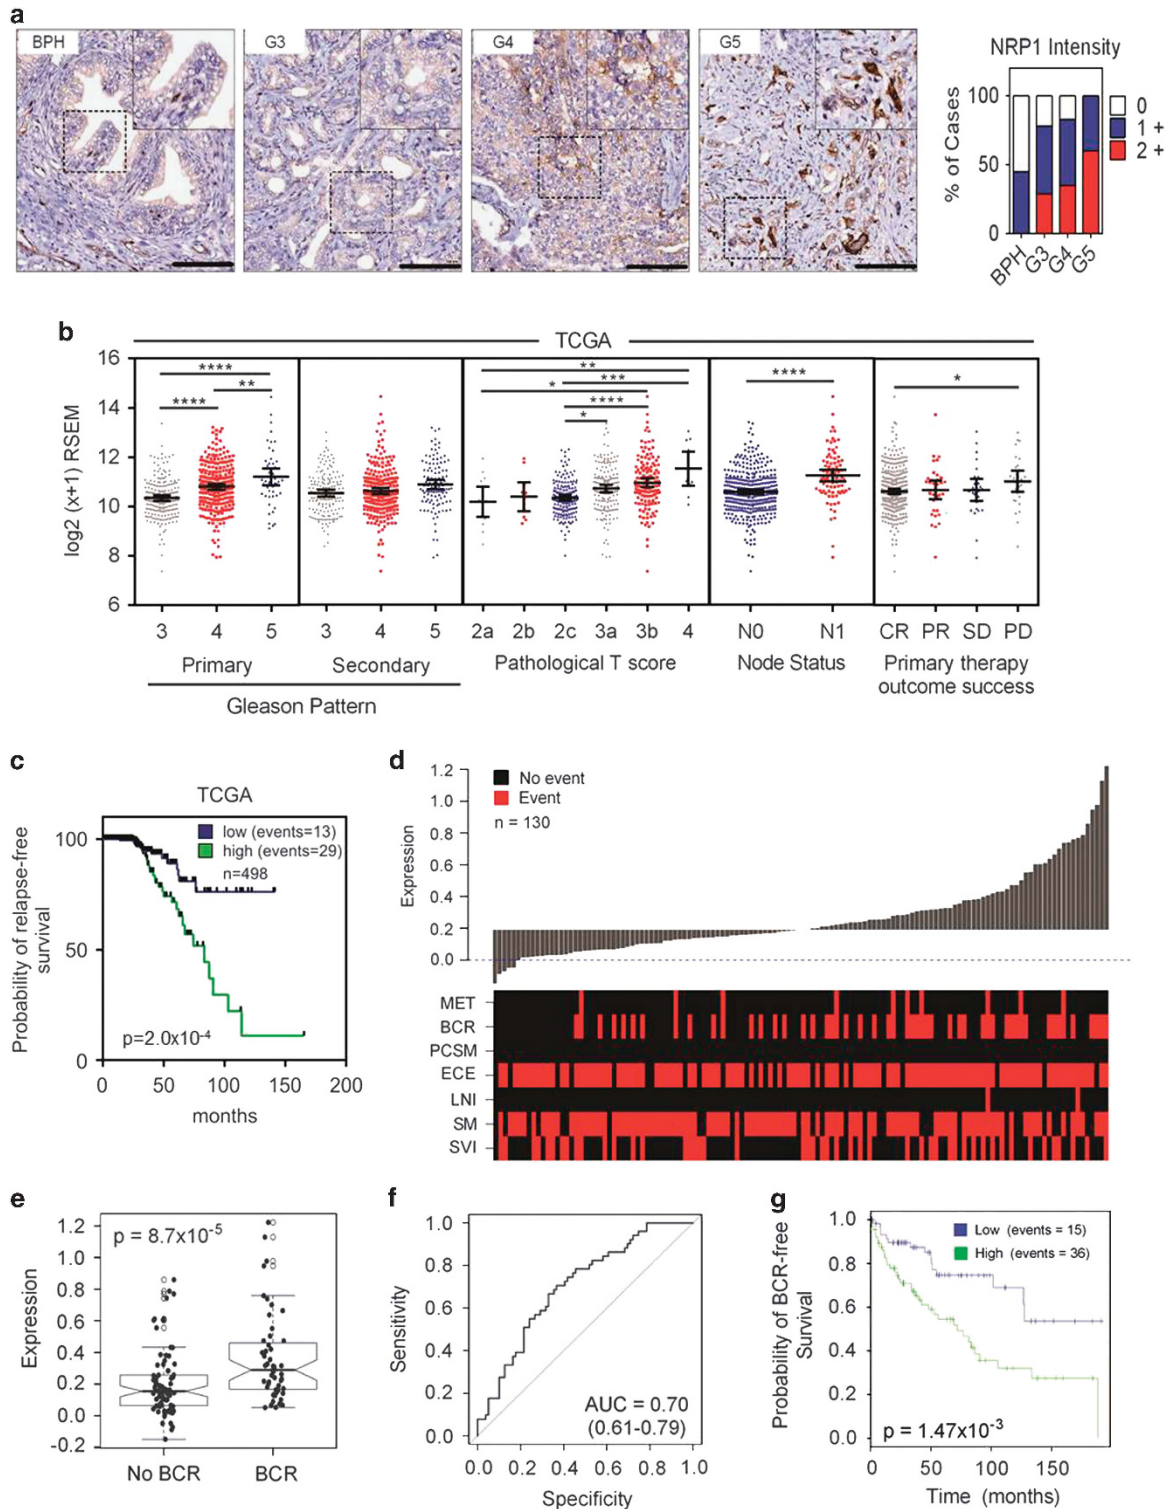 a
BPH
G3
G4
G5
NRP1 Intensity
% of Cases
100
50
0
BPH
G3
G4
G5
0
1 +
2 +
b
TCGA
log2 (x+1) RSEM
16
14
12
10
8
6
****
**
****
**
***
*
****
*
****
*
3 4 5 3 4 5 2a 2b 2c 3a 3b 4 N0 N1 CR PR SD PD
Primary Secondary Pathological T score Node Status Primary therapy
outcome success
Gleason Pattern
c
TCGA
Probability of relapse-free
survival
100
50
0
low (events=13)
high (events=29)
n=498
p=2.0x10-4
0 50 100 150 200
months
d
Expression
1.2
1.0
0.8
0.6
0.4
0.2
0.0
No event
Event
n = 130
MET
BCR
PCSM
ECE
LNI
SM
SVI
e
Expression
1.2
1.0
0.8
0.6
0.4
0.2
0.0
-0.2
p = 8.7x10-5
No BCR BCR
f
Sensitivity
1.0
0.8
0.6
0.4
0.2
0.0
AUC = 0.70
(0.61-0.79)
0.0 0.2 0.4 0.6 0.8 1.0
Specificity
g
Probability of BCR-free
Survival
1.0
0.8
0.6
0.4
0.2
0.0
Low (events = 15)
High (events = 36)
p = 1.47x10-3
0 50 100 150
Time (months)